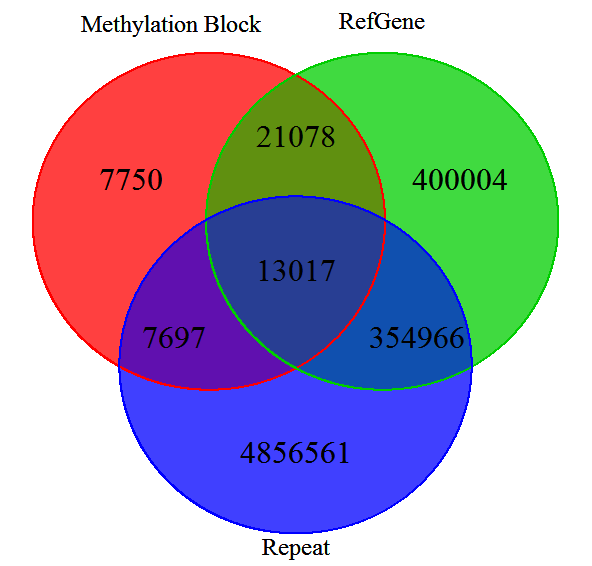 Methylation Block
RefGene
21078
7750
400004
13017
7697
354966
4856561
Repeat